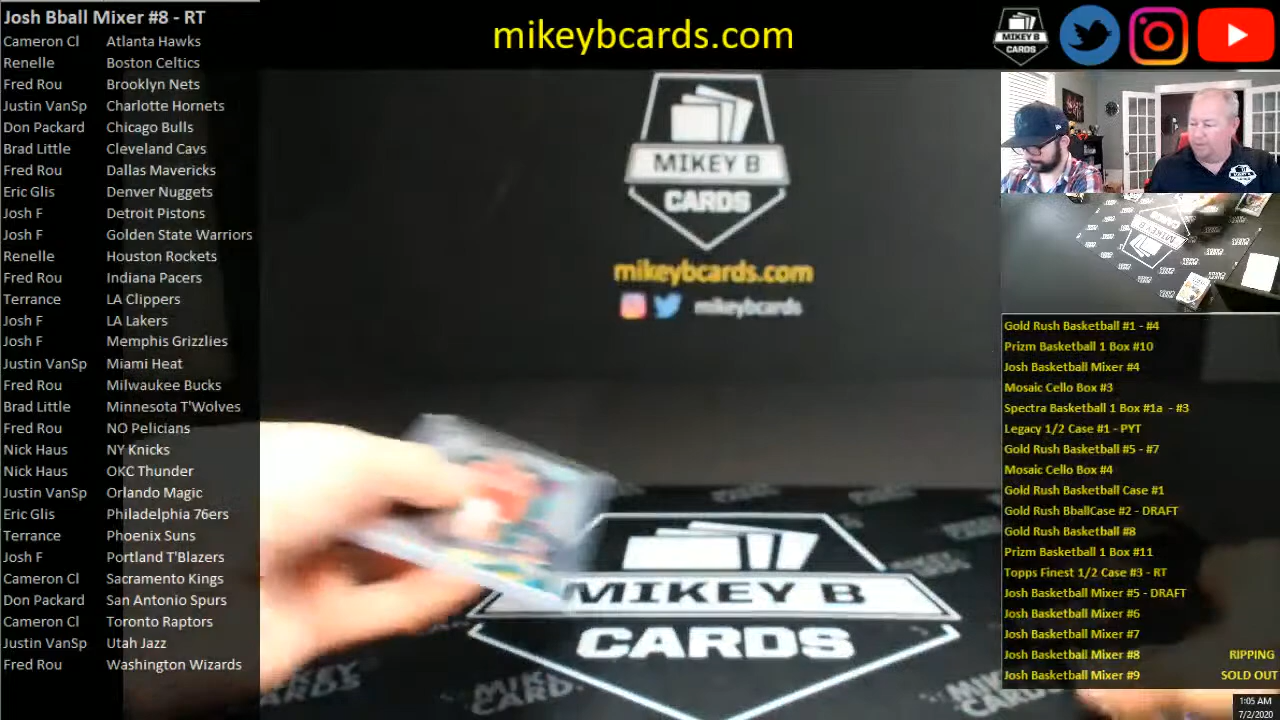 Josh Bball Mixer #8 - RT
Cameron Cl Atlanta Hawks
Renelle Boston Celtics
Fred Rou Brooklyn Nets
Justin VanSp Charlotte Hornets
Don Packard Chicago Bulls
Brad Little Cleveland Cavs
Fred Rou Dallas Mavericks
Eric Glis Denver Nuggets
Josh F Detroit Pistons
Josh F Golden State Warriors
Renelle Houston Rockets
Fred Rou Indiana Pacers
Terrance LA Clippers
Josh F LA Lakers
Josh F Memphis Grizzlies
Justin VanSp Miami Heat
Fred Rou Milwaukee Bucks
Brad Little Minnesota T'Wolves
Fred Rou NO Pelicians
Nick Haus NY Knicks
Nick Haus OKC Thunder
Justin VanSp Orlando Magic
Eric Glis Philadelphia 76ers
Terrance Phoenix Suns
Josh F Portland T'Blazers
Cameron Cl Sacramento Kings
Don Packard San Antonio Spurs
Cameron Cl Toronto Raptors
Justin VanSp Utah Jazz
Fred Rou Washington Wizards
mikeybcards.com
MIKEY B
CARDS
MIKEY B
CARDS
mikeybcards.com
mikeybcards
MIKEY B
CARDS
MIKEY B
CARD
Gold Rush Basketball #1 - #4
Prizm Basketball 1 Box #10
Josh Basketball Mixer #4
Mosaic Cello Box #3
Spectra Basketball 1 Box #1a - #3
Legacy 1/2 Case #1 - PYT
Gold Rush Basketball #5 - #7
Mosaic Cello Box #4
Gold Rush Basketball Case #1
Gold Rush BballCase #2 - DRAFT
Gold Rush Basketball #8
Prizm Basketball 1 Box #11
Topps Finest 1/2 Case #3 - RT
Josh Basketball Mixer #5 - DRAFT
Josh Basketball Mixer #6
Josh Basketball Mixer #7
Josh Basketball Mixer #8 RIPPING
Josh Basketball Mixer #9 SOLD OUT
1:05 AM
7/2/2020